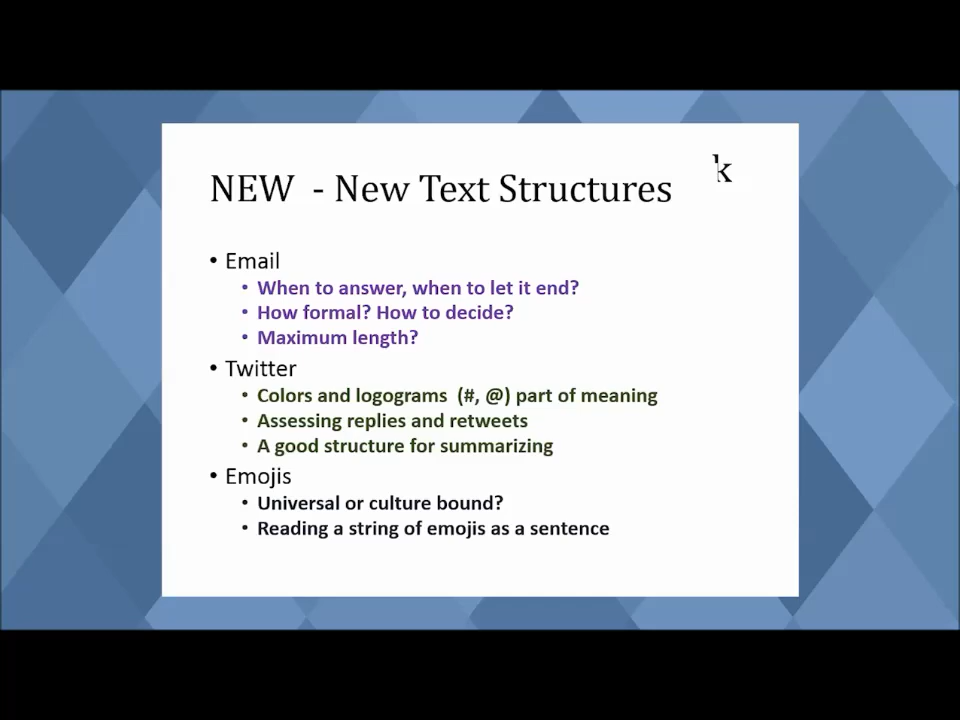 NEW - New Text Structures
k
• Email
• When to answer, when to let it end?
• How formal? How to decide?
• Maximum length?
• Twitter
• Colors and logograms (#, @) part of meaning
• Assessing replies and retweets
• A good structure for summarizing
• Emojis
• Universal or culture bound?
• Reading a string of emojis as a sentence